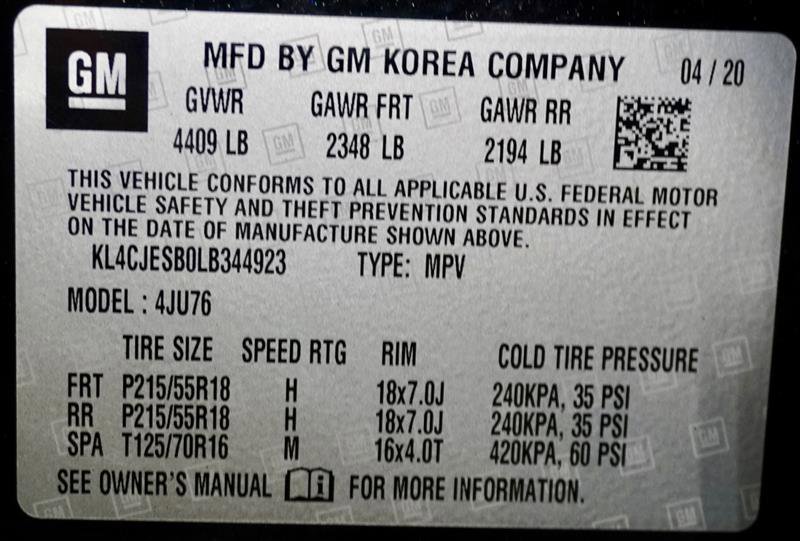 GM MFD BY GM KOREA COMPANY 04 / 20
GVWR GAWR FRT GAWR RR
4409 LB 2348 LB 2194 LB
THIS VEHICLE CONFORMS TO ALL APPLICABLE U.S. FEDERAL MOTOR
VEHICLE SAFETY AND THEFT PREVENTION STANDARDS IN EFFECT
ON THE DATE OF MANUFACTURE SHOWN ABOVE.
KL4CJESB0LB344923 TYPE: MPV
MODEL : 4JU76
TIRE SIZE SPEED RTG RIM COLD TIRE PRESSURE
FRT P215/55R18 H 18x7.0J 240KPA, 35 PSI
RR P215/55R18 H 18x7.0J 240KPA, 35 PSI
SPA T125/70R16 M 16x4.0T 420KPA, 60 PSI
SEE OWNER'S MANUAL i FOR MORE INFORMATION.